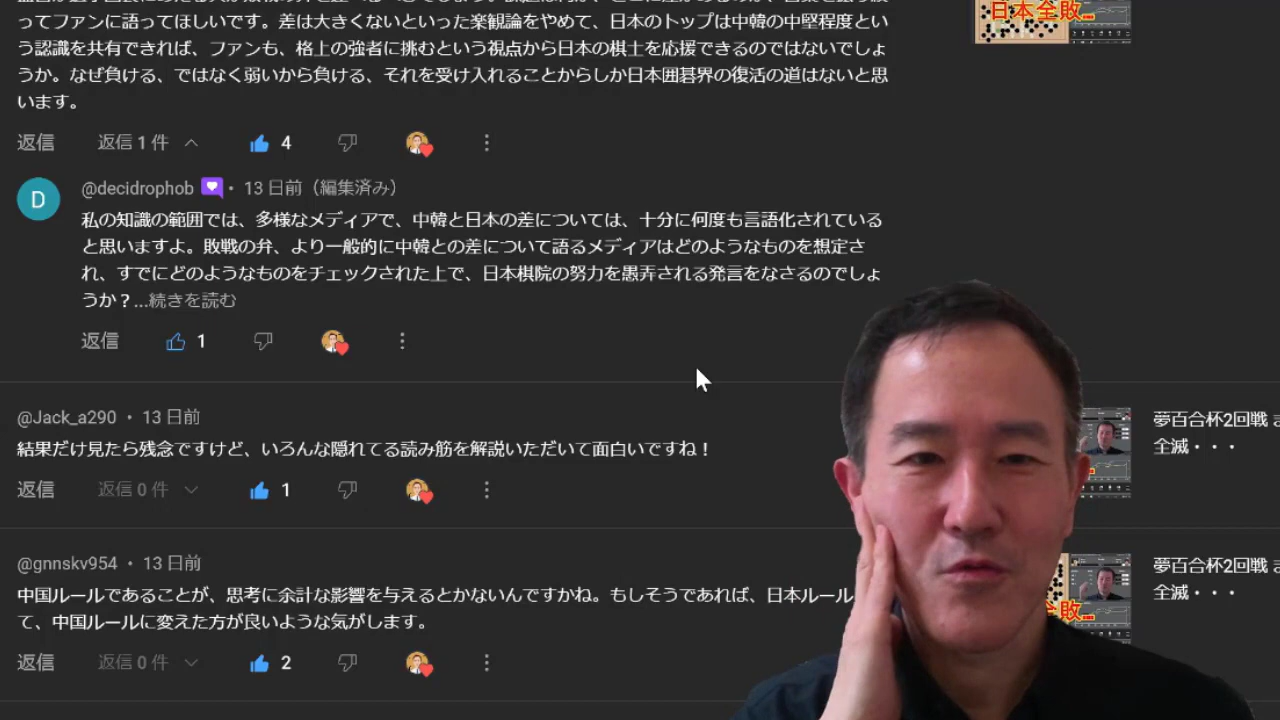 ってファンに語ってほしいです。差は大きくないといった楽観論をやめて、日本のトップは中韓の中堅程度とい
う認識を共有できれば、ファンも、格上の強者に挑むという視点から日本の棋士を応援できるのではないでしょ
うか。なぜ負ける、ではなく弱いから負ける、それを受け入れることからしか日本囲碁界の復活の道はないと思
います。
日本全敗...
返信 返信 1 件 4
D
@decidrophob ・ 13 日前（編集済み）
私の知識の範囲では、多様なメディアで、中韓と日本の差については、十分に何度も言語化されている
と思いますよ。敗戦の弁、より一般的に中韓との差について語るメディアはどのようなものを想定さ
れ、すでにどのようなものをチェックされた上で、日本棋院の努力を愚弄される発言をなさるのでしょ
うか？...続きを読む
返信 1
@Jack_a290 ・ 13 日前
結果だけ見たら残念ですけど、いろんな隠れてる読み筋を解説いただいて面白いですね！
返信 返信 0 件 1
夢百合杯2回戦
全滅・・・
@gnnskv954 ・ 13 日前
中国ルールであることが、思考に余計な影響を与えるとかないんですかね。もしそうであれば、日本ルール
て、中国ルールに変えた方が良いような気がします。
返信 返信 0 件 2
夢百合杯2回戦
全滅・・・
敗...